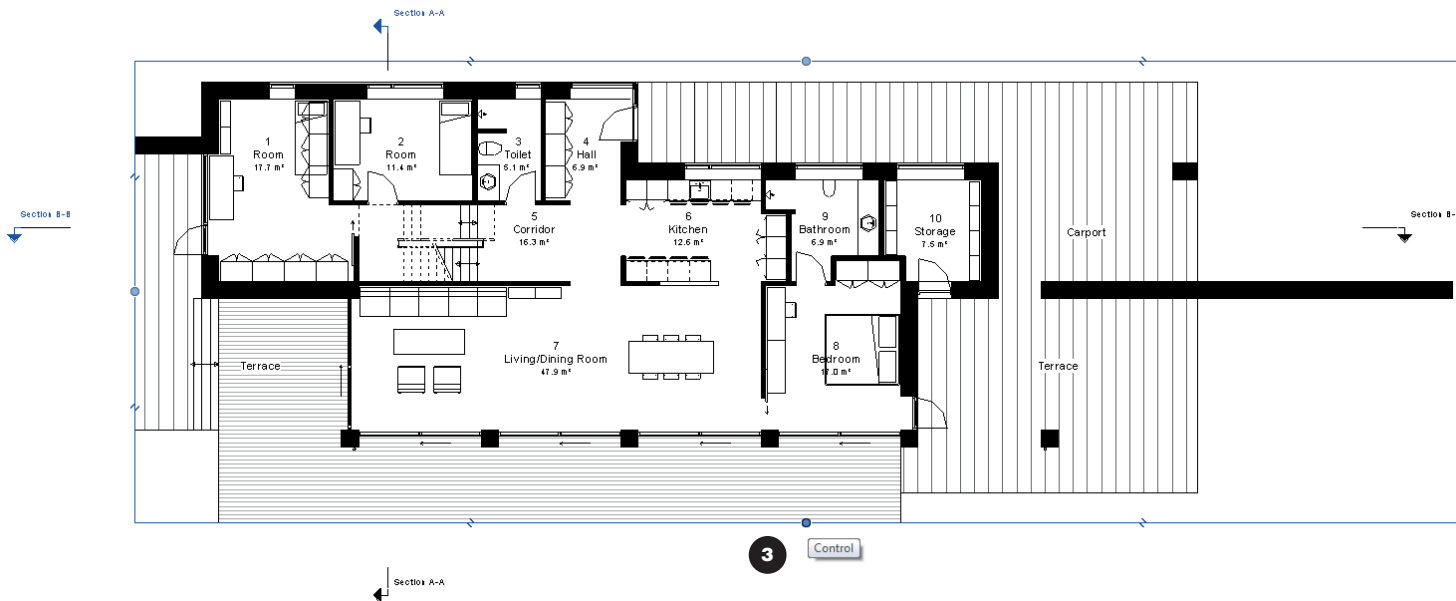 Section A-A
1
Room
17.7 m²
2
Room
11.4 m²
3
Toilet
5.1 m²
4
Hall
6.9 m²
Section B-B
5
Corridor
16.3 m²
6
Kitchen
12.6 m²
9
Bathroom
6.9 m²
10
Storage
7.5 m²
Carport
Section B-
Terrace
7
Living/Dining Room
47.9 m²
8
Bedroom
17.0 m²
Terrace
3
Control
Section A-A